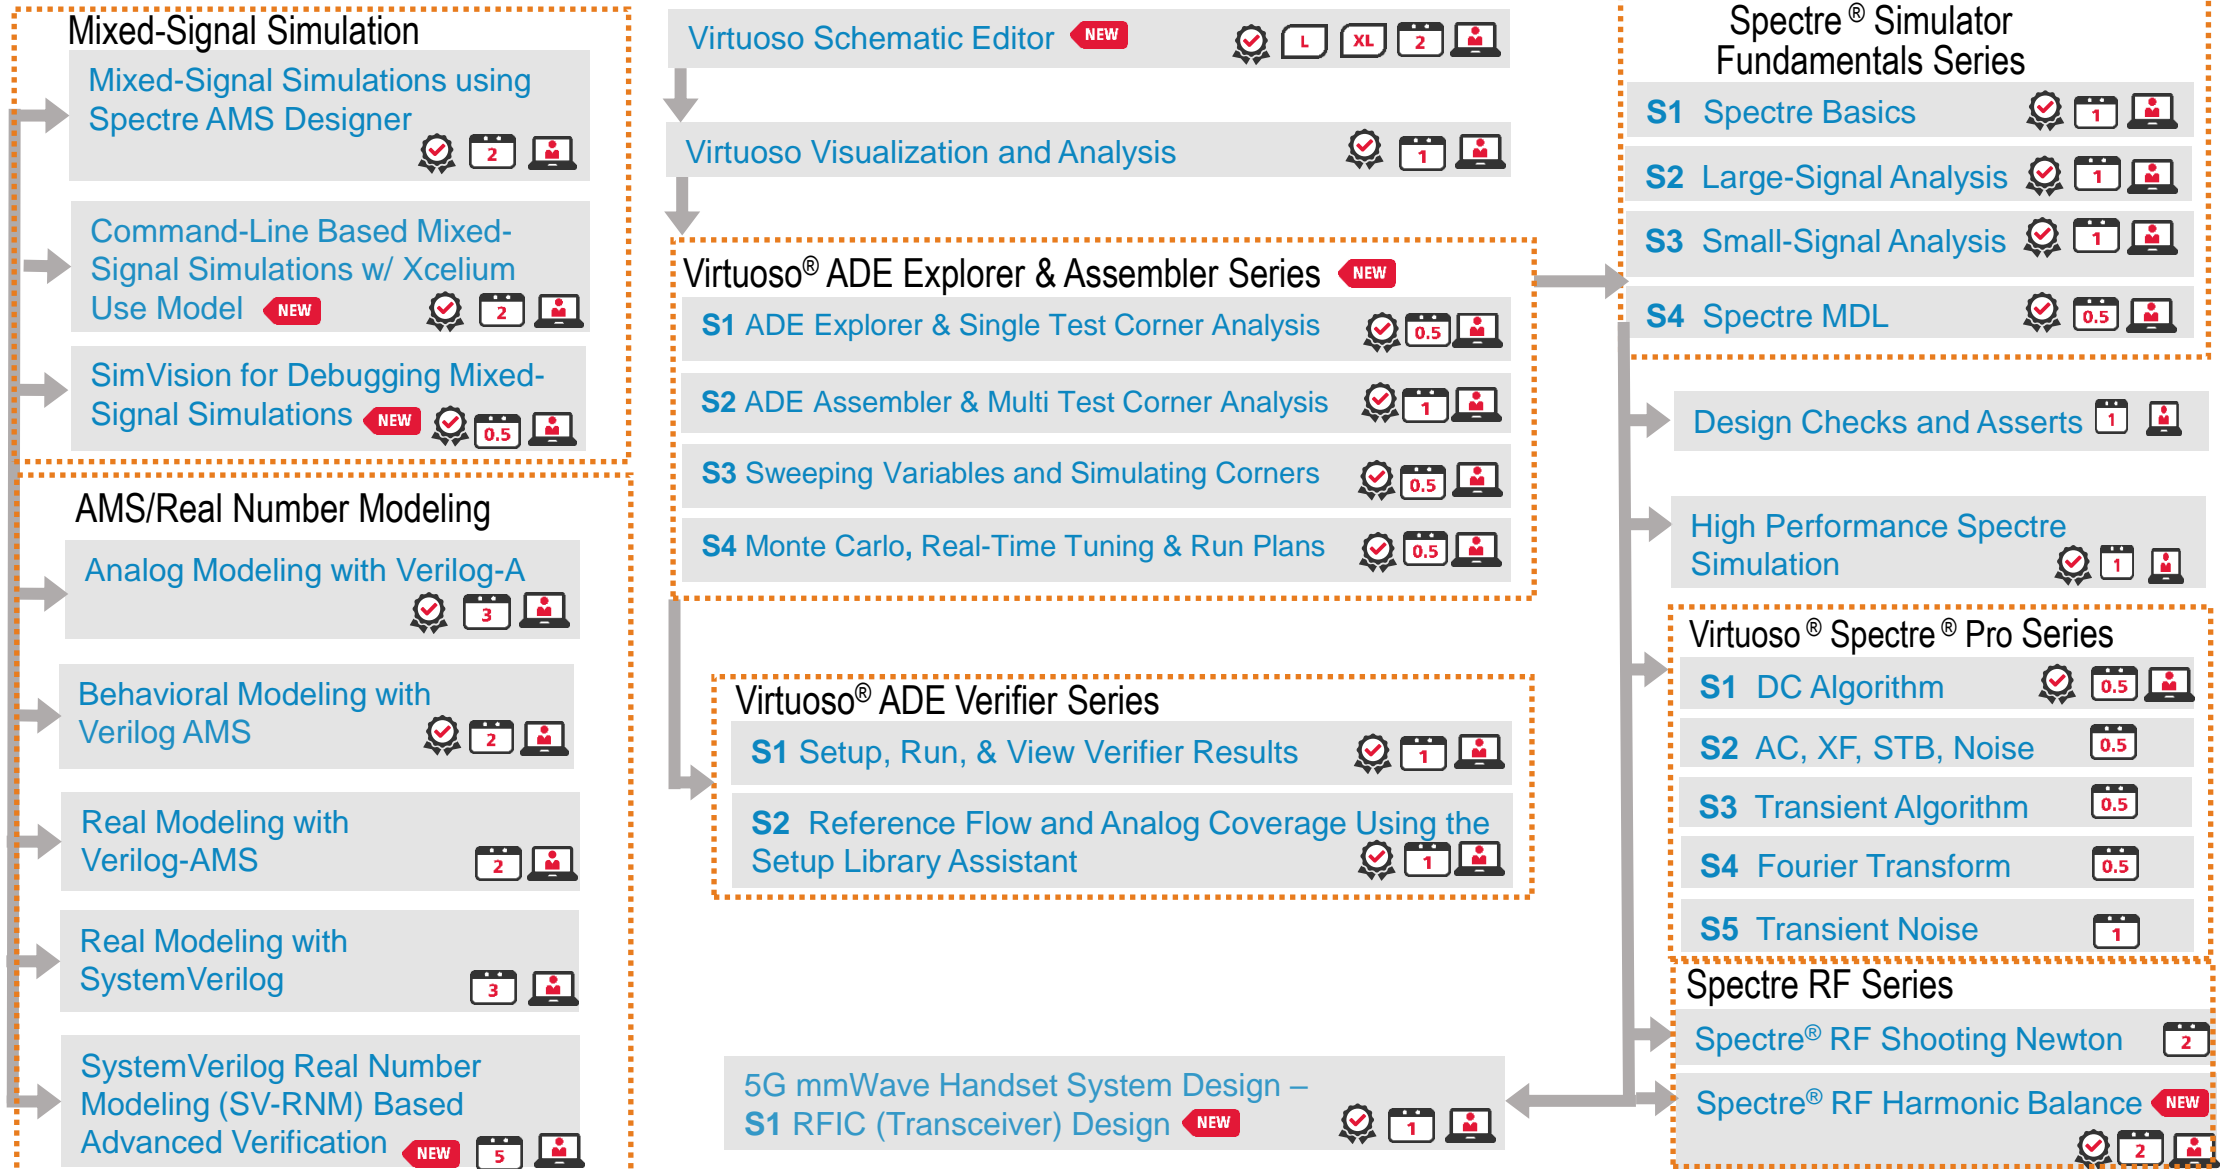 Mixed-Signal Simulation
Mixed-Signal Simulations using
Spectre AMS Designer
2
Command-Line Based Mixed-
Signal Simulations w/ Xcelium
Use Model NEW 2
SimVision for Debugging Mixed-
Signal Simulations NEW 0.5
AMS/Real Number Modeling
Analog Modeling with Verilog-A
3
Behavioral Modeling with
Verilog AMS 2
Real Modeling with
Verilog-AMS 2
Real Modeling with
SystemVerilog 3
SystemVerilog Real Number
Modeling (SV-RNM) Based
Advanced Verification NEW 5
Virtuoso Schematic Editor NEW L XL 2
Virtuoso Visualization and Analysis 1
Virtuoso® ADE Explorer & Assembler Series NEW
S1 ADE Explorer & Single Test Corner Analysis 0.5
S2 ADE Assembler & Multi Test Corner Analysis 1
S3 Sweeping Variables and Simulating Corners 0.5
S4 Monte Carlo, Real-Time Tuning & Run Plans 0.5
Virtuoso® ADE Verifier Series
S1 Setup, Run, & View Verifier Results 1
S2 Reference Flow and Analog Coverage Using the
Setup Library Assistant 1
5G mmWave Handset System Design –
S1 RFIC (Transceiver) Design NEW 1
Spectre ® Simulator
Fundamentals Series
S1 Spectre Basics 1
S2 Large-Signal Analysis 1
S3 Small-Signal Analysis 1
S4 Spectre MDL 0.5
Design Checks and Asserts 1
High Performance Spectre
Simulation 1
Virtuoso ® Spectre ® Pro Series
S1 DC Algorithm 0.5
S2 AC, XF, STB, Noise 0.5
S3 Transient Algorithm 0.5
S4 Fourier Transform 0.5
S5 Transient Noise 1
Spectre RF Series
Spectre® RF Shooting Newton 2
Spectre® RF Harmonic Balance NEW
2